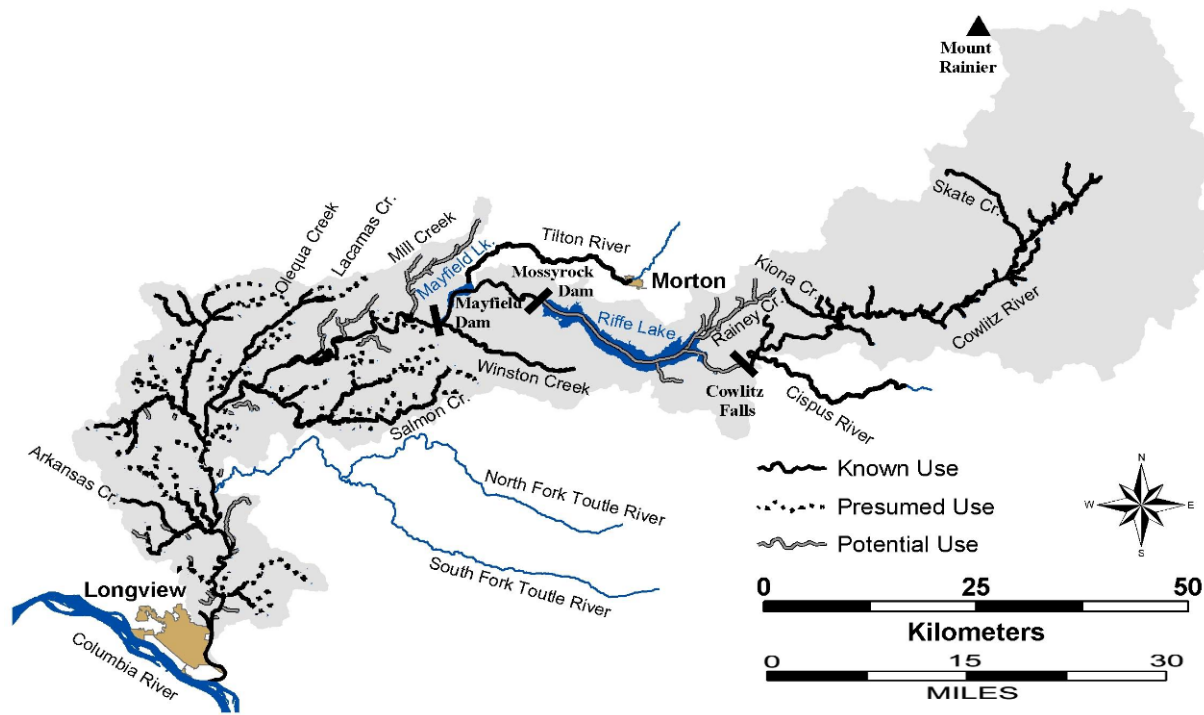 Mount
Rainier
Skate Cr.
Olequa Creek
Lacamas Cr.
Mill Creek
Mayfield Lk.
Tilton River
Mossyrock
Dam
Morton
Kiona Cr.
Mayfield
Dam
Riffe Lake
Rainey Cr.
Cowlitz River
Winston Creek
Cowlitz
Falls
Cispus River
Salmon Cr.
Arkansas Cr.
North Fork Toutle River
South Fork Toutle River
Known Use
Presumed Use
Potential Use
N
W
E
S
Longview
Columbia River
0 25 50
Kilometers
0 15 30
MILES